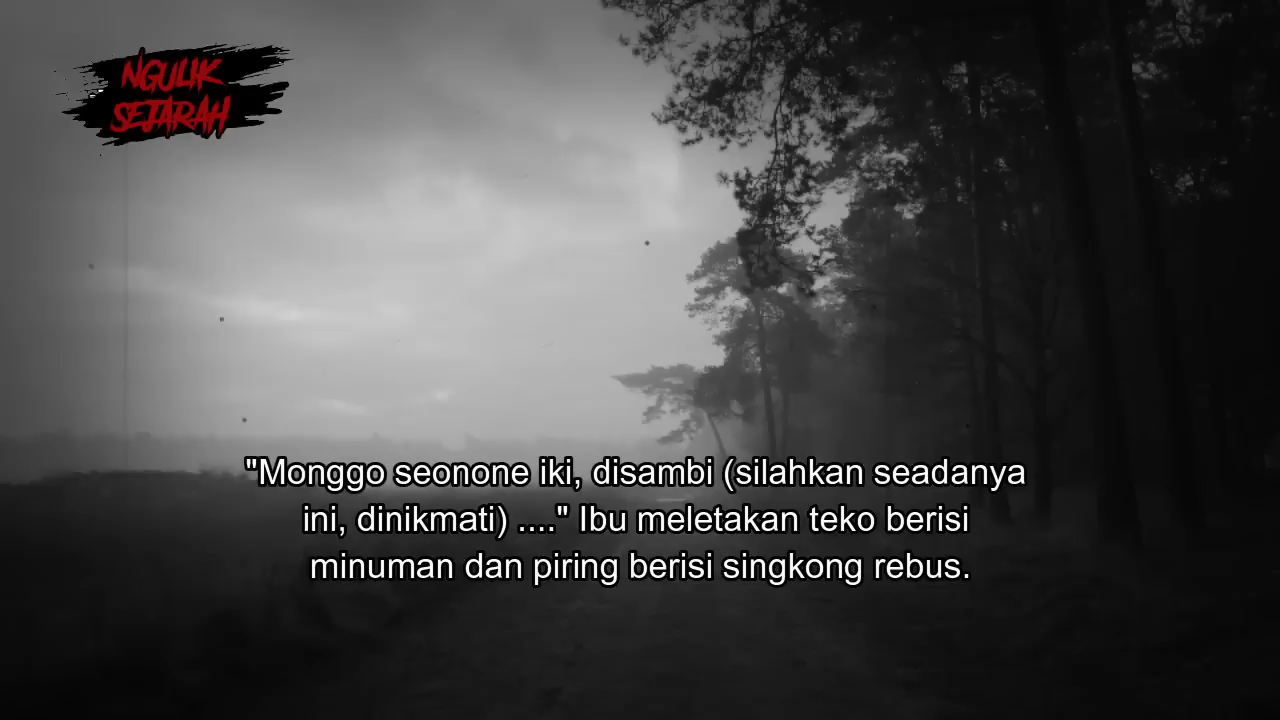 NGULIK
SEJARAH
"Monggo seonone iki, disambi (silahkan seadanya
ini, dinikmati) ...." Ibu meletakan teko berisi
minuman dan piring berisi singkong rebus.